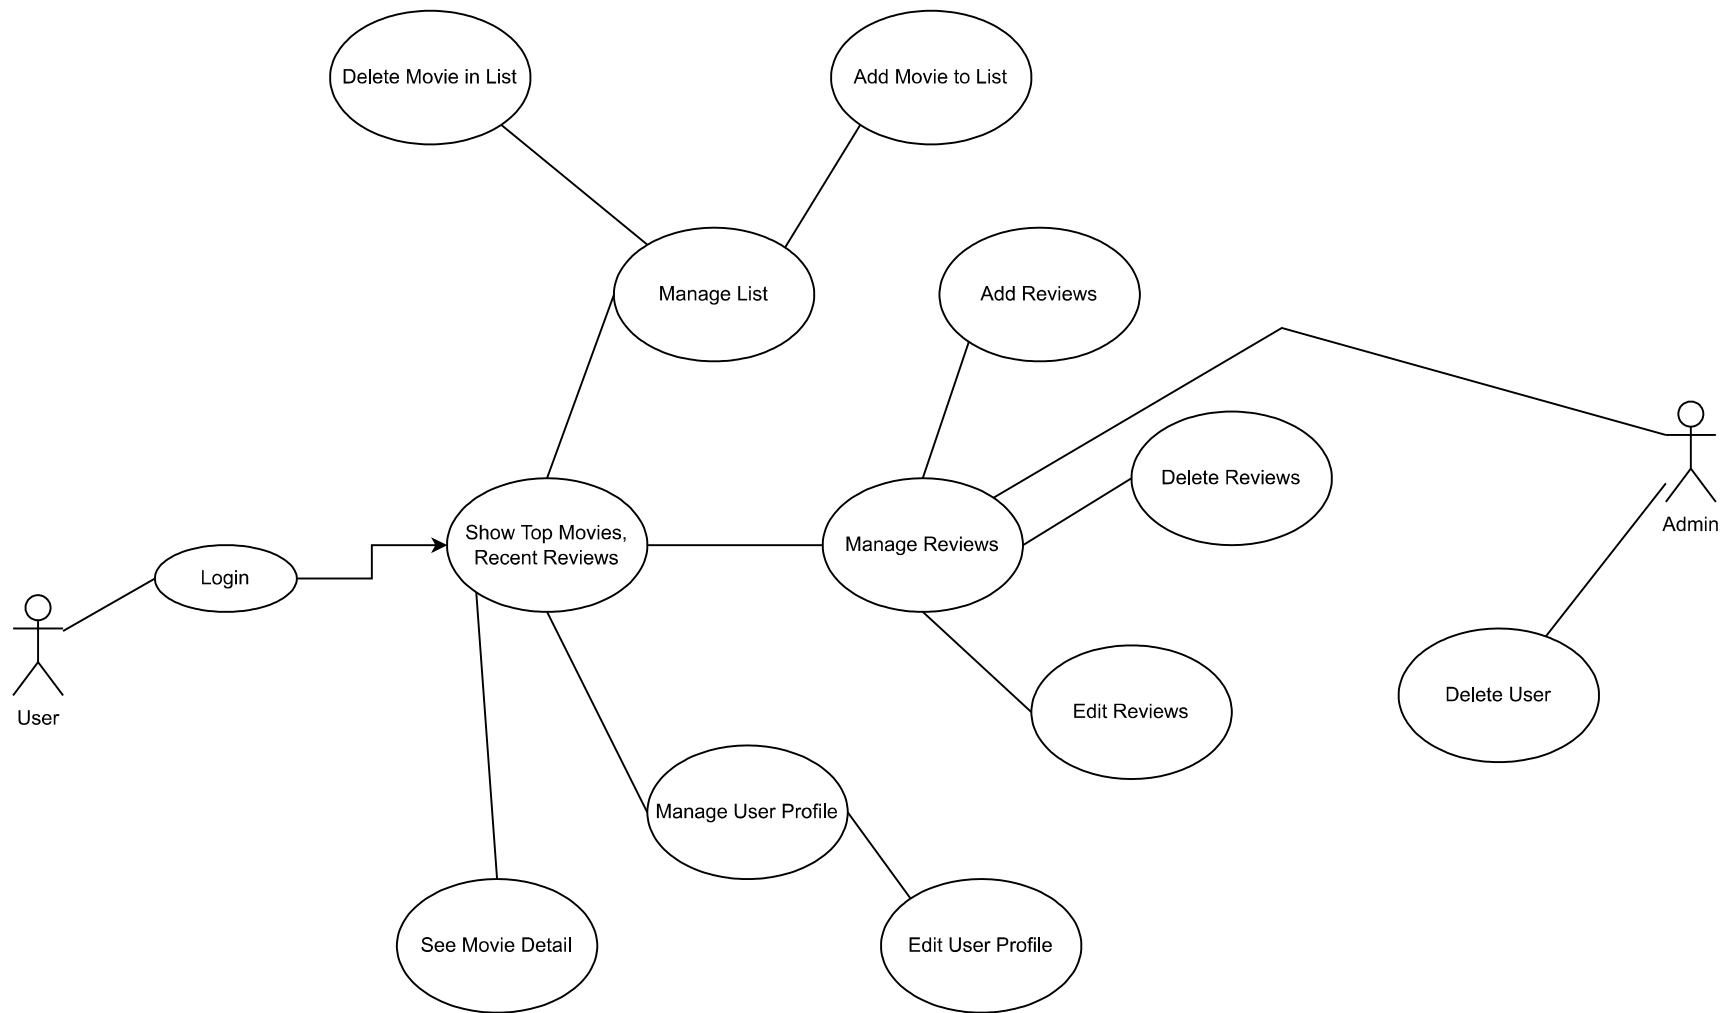 Delete Movie in List
Add Movie to List
Manage List
Add Reviews
Delete Reviews
Admin
Show Top Movies,
Recent Reviews
Manage Reviews
Login
User
Edit Reviews
Delete User
Manage User Profile
See Movie Detail
Edit User Profile